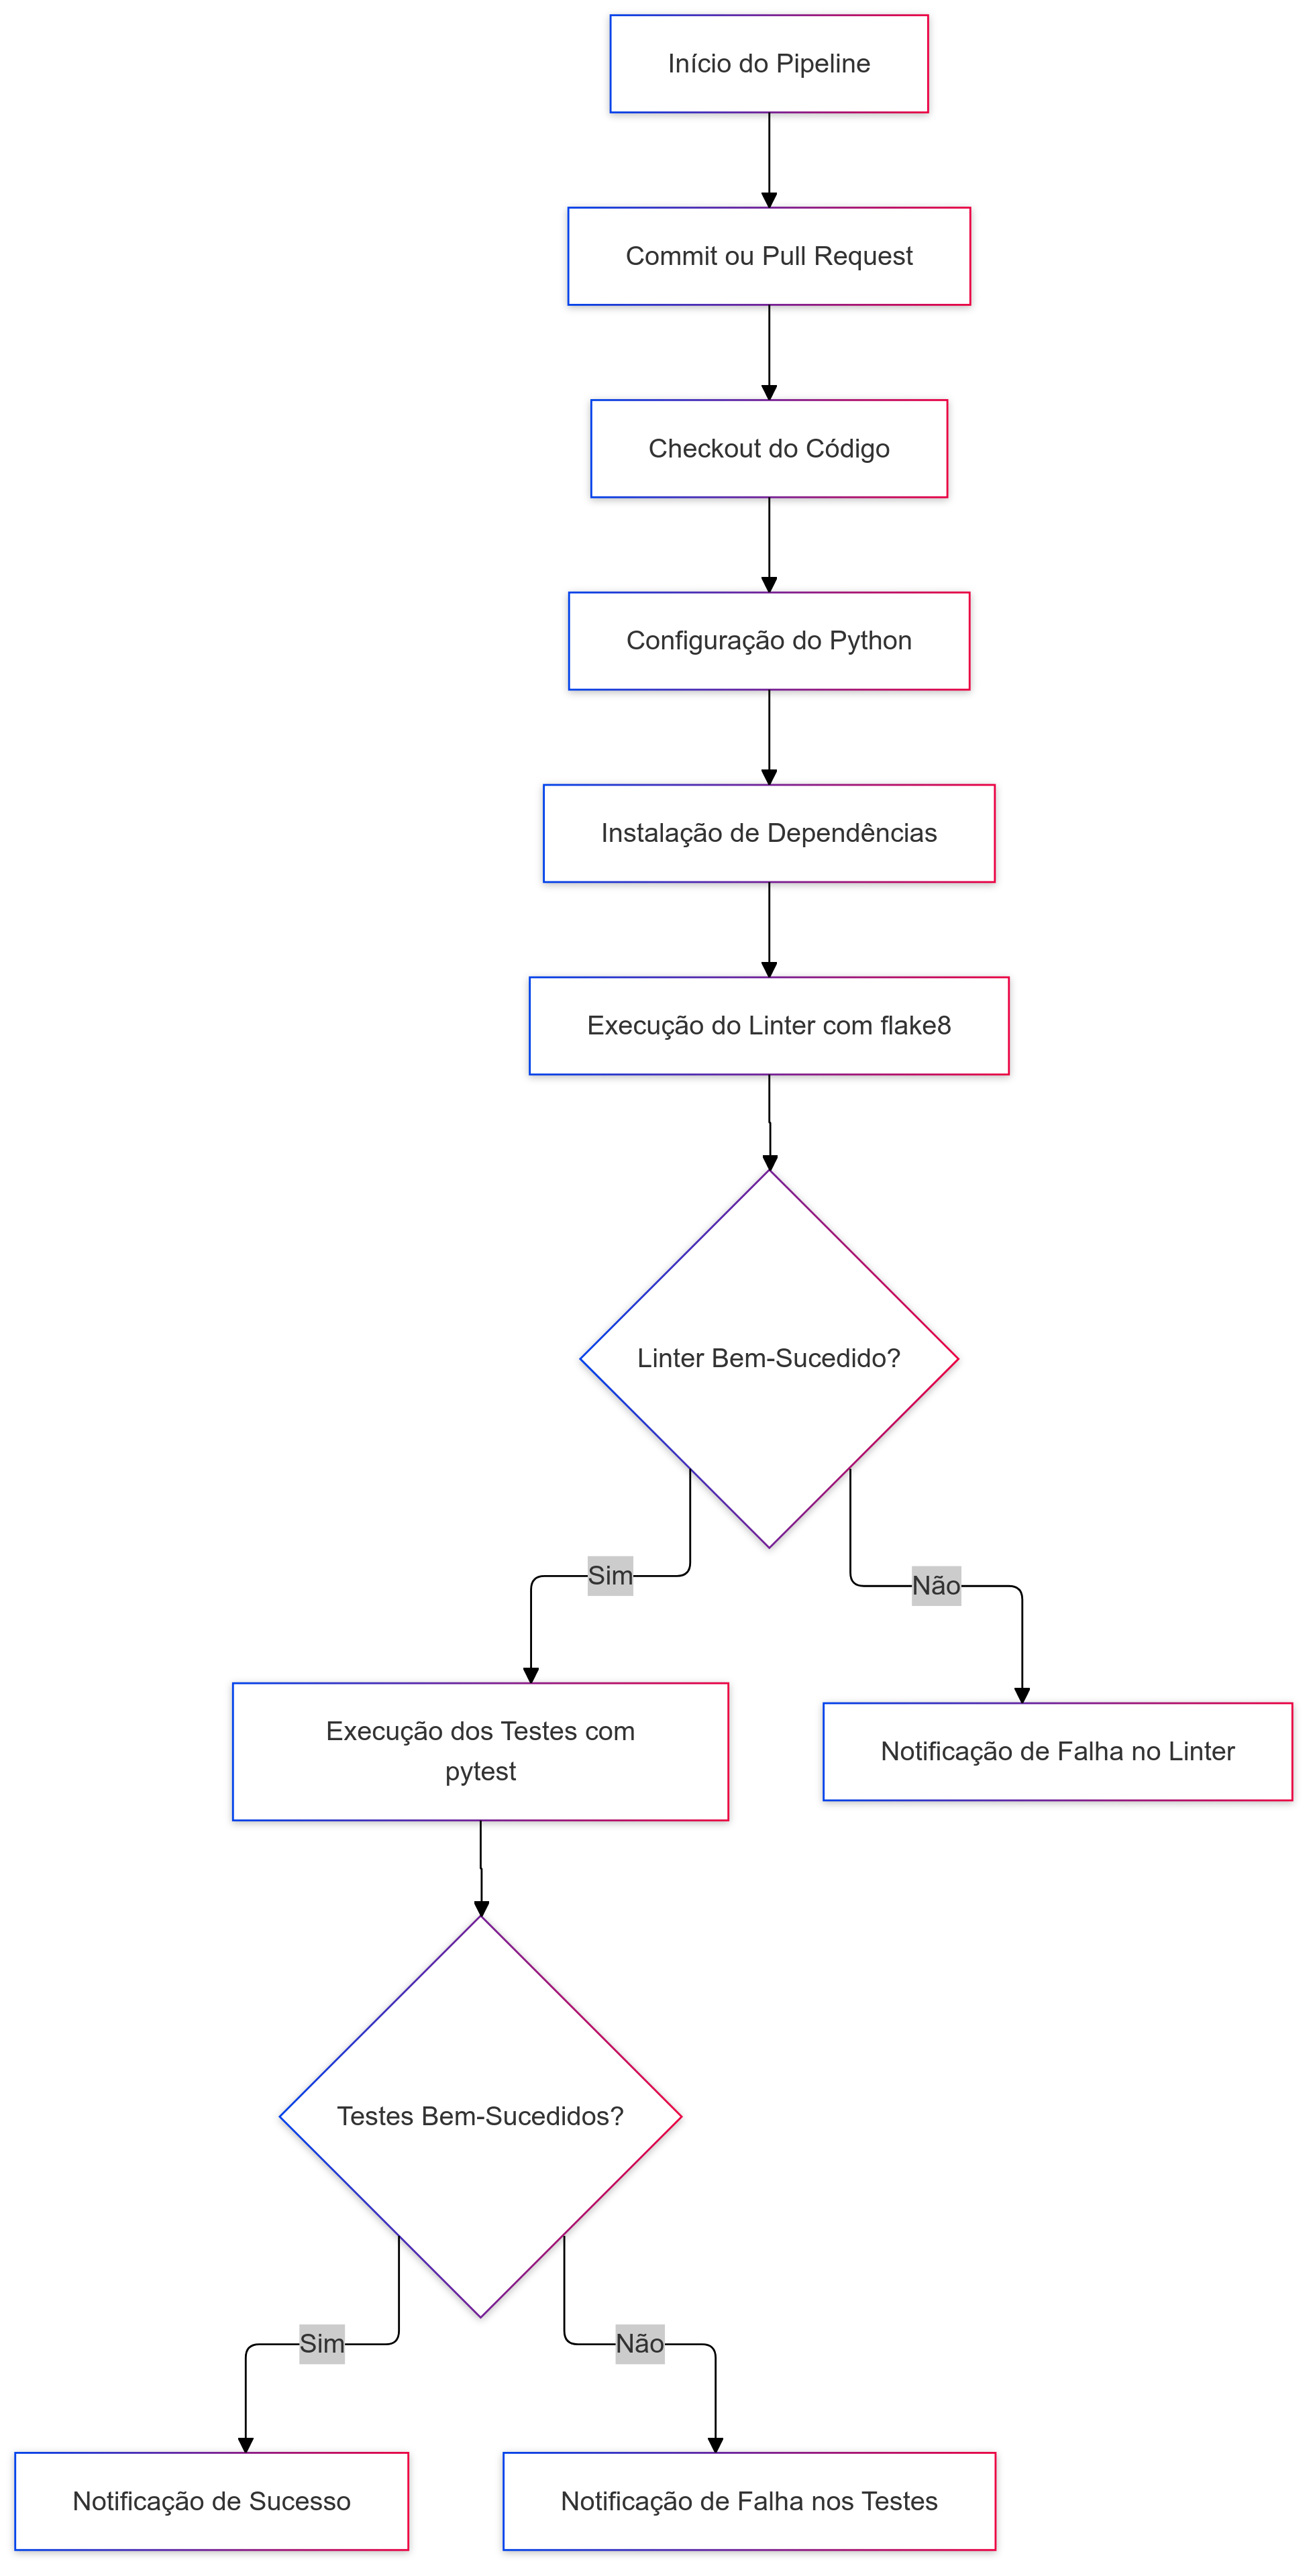 Início do Pipeline
Commit ou Pull Request
Checkout do Código
Configuração do Python
Instalação de Dependências
Execução do Linter com flake8
Linter Bem-Sucedido?
Sim
Não
Execução dos Testes com
pytest
Notificação de Falha no Linter
Testes Bem-Sucedidos?
Sim
Não
Notificação de Sucesso
Notificação de Falha nos Testes